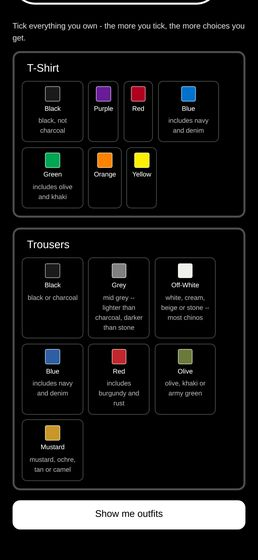 Tick everything you own - the more you tick, the more choices you
get.
T-Shirt
Black
black, not
charcoal
Purple
Red
Blue
includes navy
and denim
Green
includes olive
and khaki
Orange
Yellow
Trousers
Black
black or charcoal
Grey
mid grey --
lighter than
charcoal, darker
than stone
Off-White
white, cream,
beige or stone --
most chinos
Blue
includes navy
and denim
Red
includes
burgundy and
rust
Olive
olive, khaki or
army green
Mustard
mustard, ochre,
tan or camel
Show me outfits